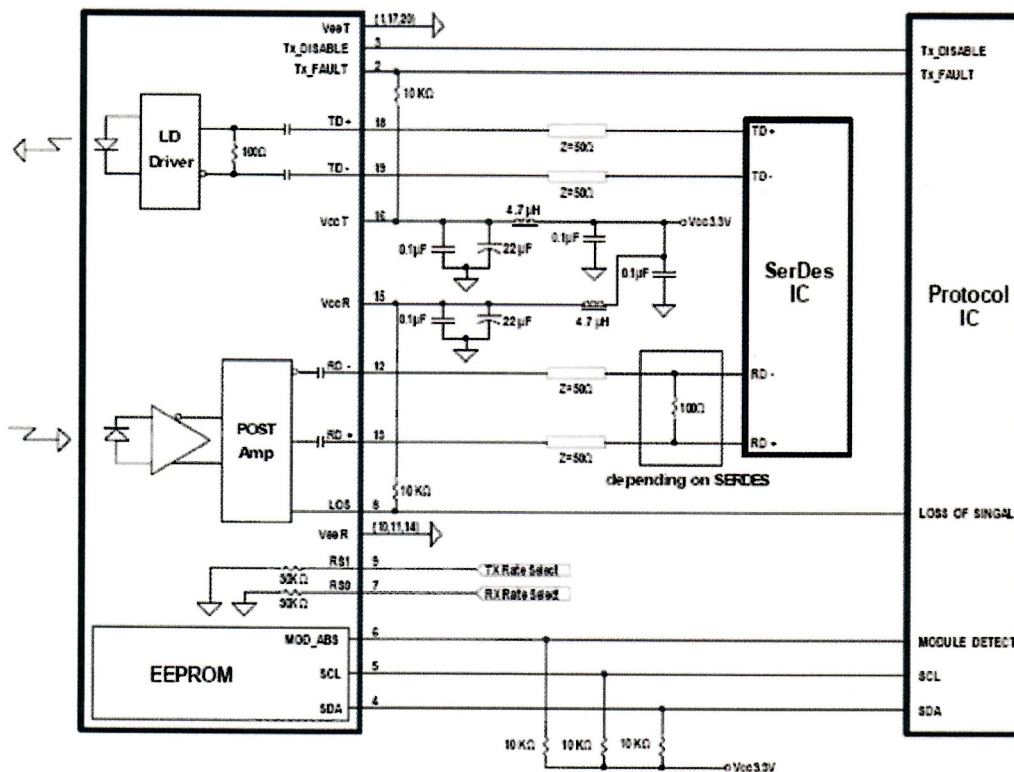 VeeT (1,17,20)
Tx_DISABLE 3 Tx_DISABLE
Tx_FAULT 2 Tx_FAULT
10 KΩ
LD
Driver
100Ω
TD+ 18 Z=50Ω TD+
TD- 19 Z=50Ω TD-
VccT 16 4.7 µH Vcc3.3V
0.1µF 22µF 0.1µF 0.1µF
SerDes
IC
Protocol
IC
VccR 15
0.1µF 22µF 4.7 µH
RD - 12 Z=50Ω RD -
100Ω
POST
Amp
RD + 13 Z=50Ω RD +
depending on SERDES
10 KΩ
LOS 8 LOSS OF SINGAL
VeeR (10,11,14)
RS1 9 TX Rate Select
30KΩ
RS0 7 RX Rate Select
30KΩ
MOD_ABS 6 MODULE DETECT
EEPROM
SCL 5 SCL
SDA 4 SDA
10 KΩ 10 KΩ 10 KΩ
Vcc3.3V